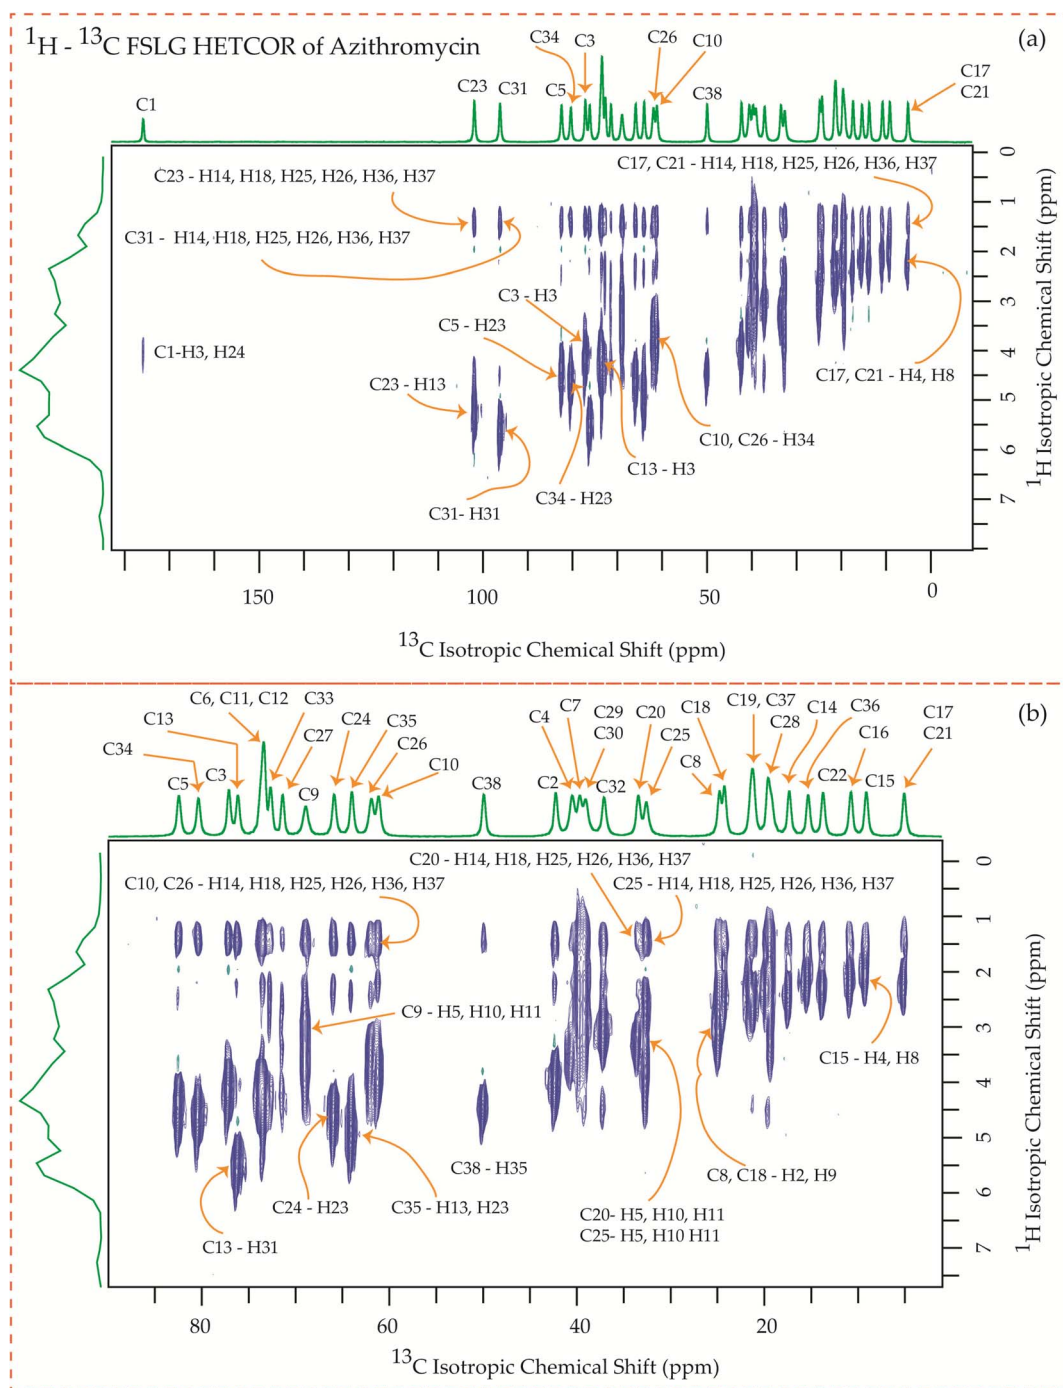 ¹H - ¹³C FSLG HETCOR of Azithromycin
(a)
C34
C3
C26
C10
C23
C31
C5
C38
C17
C21
C1
0
C23 - H14, H18, H25, H26, H36, H37
C17, C21 - H14, H18, H25, H26, H36, H37
1
C31 - H14, H18, H25, H26, H36, H37
2
C3 - H3
3
C5 - H23
C1-H3, H24
4
C17, C21 - H4, H8
C23 - H13
5
C10, C26 - H34
6
C13 - H3
C34 - H23
7
C31- H31
¹H Isotropic Chemical Shift (ppm)
150
100
50
0
¹³C Isotropic Chemical Shift (ppm)
(b)
C6, C11, C12
C33
C13
C27
C24
C35
C34
C26
C5
C3
C9
C10
C38
C4
C7
C29
C30
C20
C25
C2
C32
C18
C8
C19, C37
C28
C14
C36
C16
C22
C15
C17
C21
C20 - H14, H18, H25, H26, H36, H37
0
C10, C26 - H14, H18, H25, H26, H36, H37
C25 - H14, H18, H25, H26, H36, H37
1
2
C9 - H5, H10, H11
3
C15 - H4, H8
4
5
C38 - H35
C8, C18 - H2, H9
6
C24 - H23
C35 - H13, H23
C20- H5, H10, H11
C25- H5, H10 H11
C13 - H31
7
¹H Isotropic Chemical Shift (ppm)
80
60
40
20
¹³C Isotropic Chemical Shift (ppm)